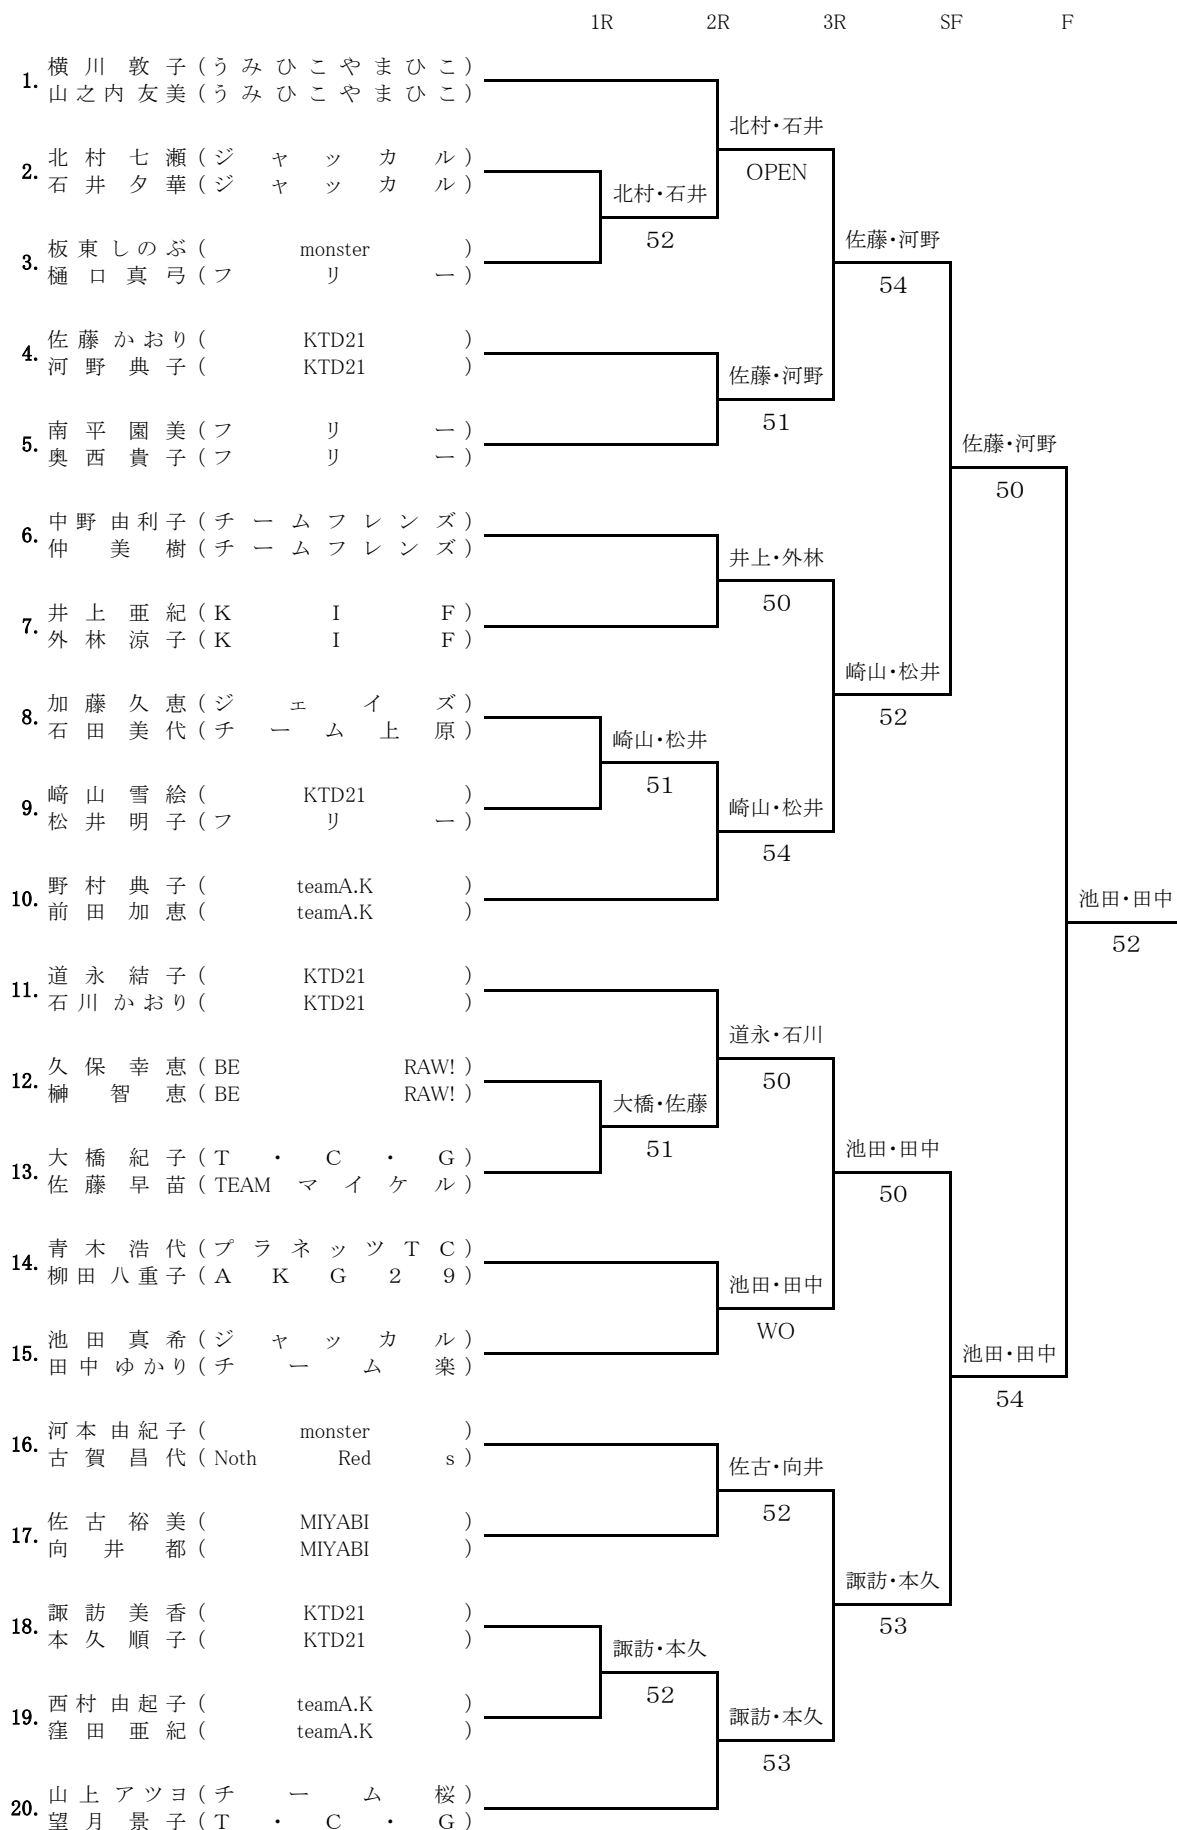 1R 2R 3R SF F
1. 横川 敦子(うみひこやまひこ)
山之内友美(うみひこやまひこ)
北村・石井
OPEN
2. 北村七瀬(ジャッカル)
石井夕華(ジャッカル)
北村・石井
52
3. 板東しのぶ(monster)
樋口真弓(フリー)
佐藤・河野
54
4. 佐藤かおり(KTD21)
河野典子(KTD21)
佐藤・河野
51
5. 南平園美(フリー)
奥西貴子(フリー)
佐藤・河野
50
6. 中野由利子(チームフレンズ)
仲美樹(チームフレンズ)
井上・外林
50
7. 井上亜紀(KIF)
外林涼子(KIF)
崎山・松井
52
8. 加藤久恵(ジェイズ)
石田美代(チーム上原)
崎山・松井
51
9. 﨑山雪絵(KTD21)
松井明子(フリー)
崎山・松井
54
10. 野村典子(teamA.K)
前田加恵(teamA.K)
池田・田中
52
11. 道永結子(KTD21)
石川かおり(KTD21)
道永・石川
50
12. 久保幸恵(BE RAW!)
榊智恵(BE RAW!)
大橋・佐藤
51
13. 大橋紀子(T・C・G)
佐藤早苗(TEAMマイケル)
池田・田中
50
14. 青木浩代(プラネッツTC)
柳田八重子(AKG29)
池田・田中
WO
15. 池田真希(ジャッカル)
田中ゆかり(チーム楽)
池田・田中
54
16. 河本由紀子(monster)
古賀昌代(Noth Red s)
佐古・向井
52
17. 佐古裕美(MIYABI)
向井都(MIYABI)
諏訪・本久
53
18. 諏訪美香(KTD21)
本久順子(KTD21)
諏訪・本久
52
19. 西村由起子(teamA.K)
窪田亜紀(teamA.K)
諏訪・本久
53
20. 山上アツヨ(チーム桜)
望月景子(T・C・G)